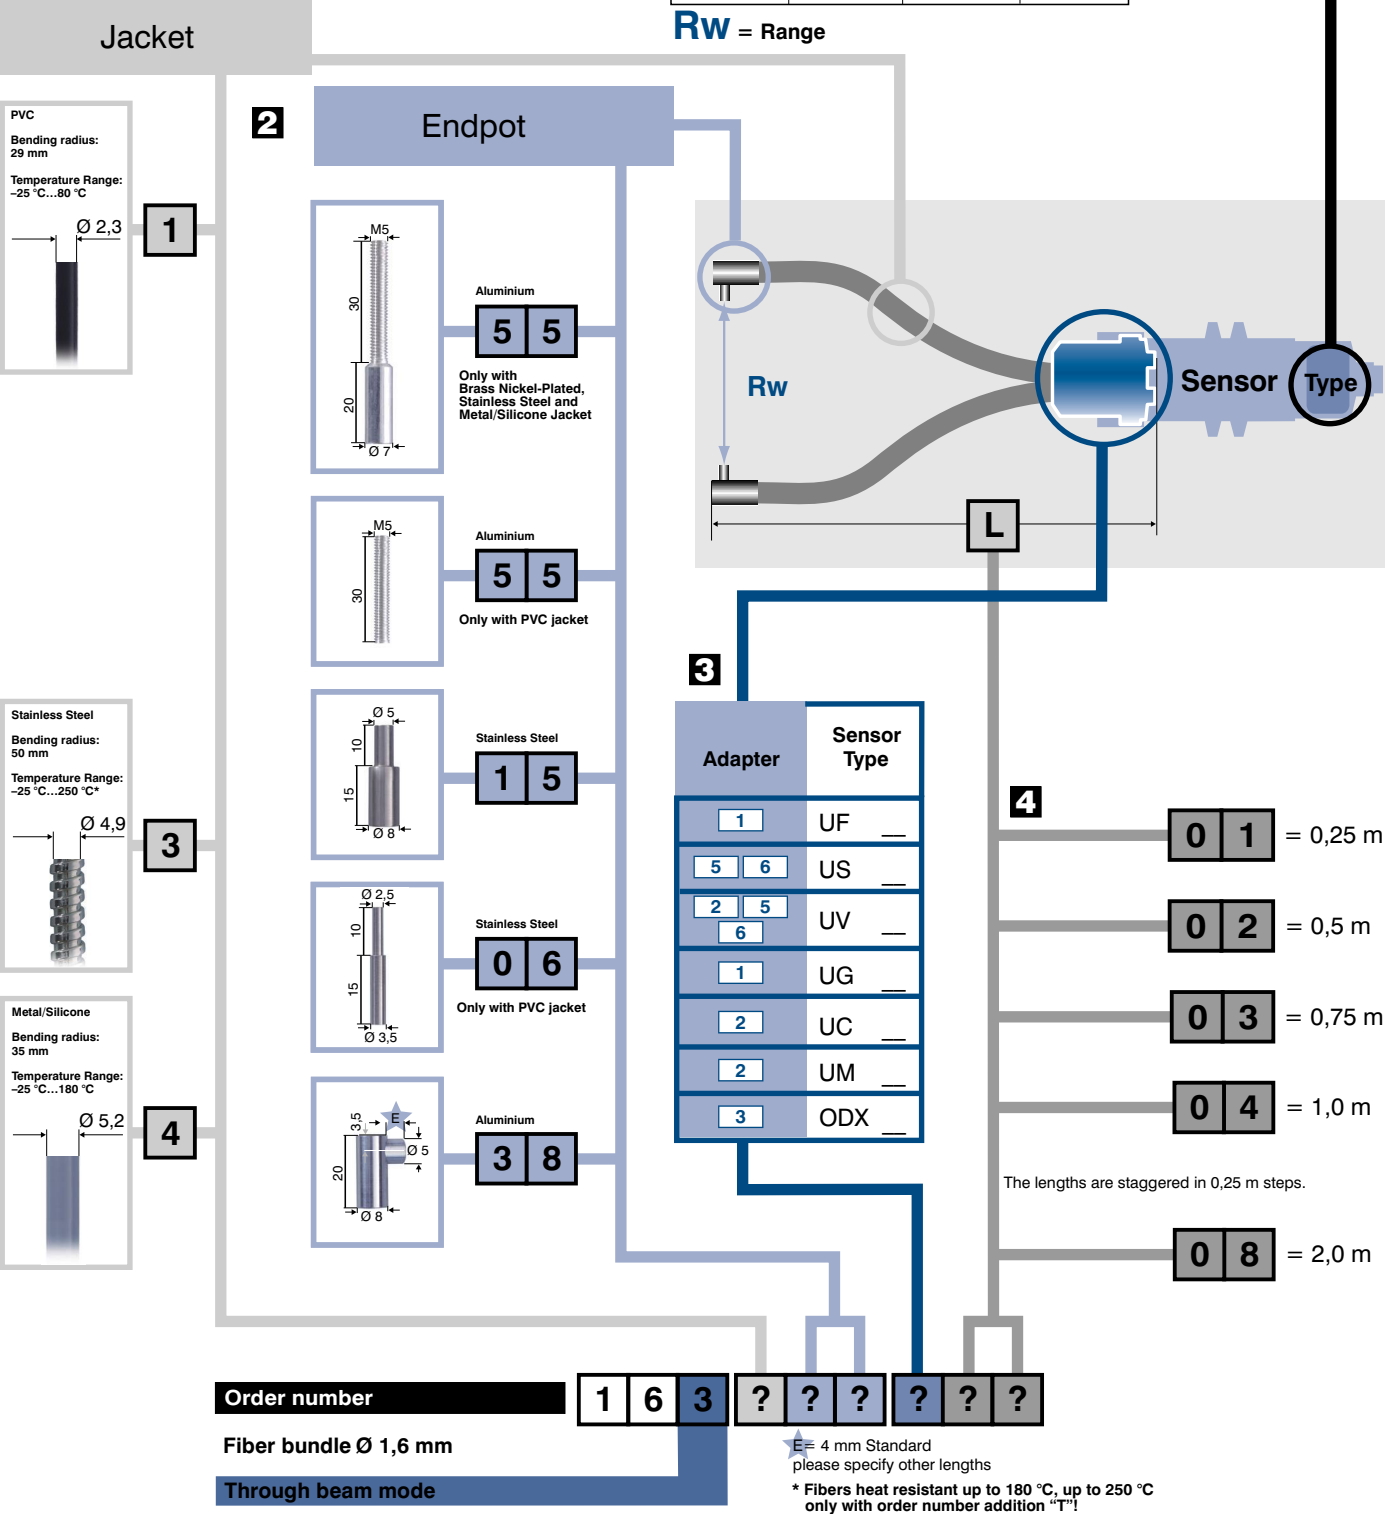 Jacket
Rw = Range
PVC
Bending radius:
29 mm
Temperature Range:
–25 °C...80 °C
Ø 2,3
1
Stainless Steel
Bending radius:
50 mm
Temperature Range:
–25 °C...250 °C*
Ø 4,9
3
Metal/Silicone
Bending radius:
35 mm
Temperature Range:
–25 °C...180 °C
Ø 5,2
4
2
Endpot
M5
30
20
Ø 7
Aluminium
5 5
Only with
Brass Nickel-Plated,
Stainless Steel and
Metal/Silicone Jacket
M5
30
Aluminium
5 5
Only with PVC jacket
Ø 5
10
15
Ø 8
Stainless Steel
1 5
Ø 2,5
10
15
Ø 3,5
Stainless Steel
0 6
Only with PVC jacket
3,5
E
Ø 5
20
Ø 8
Aluminium
3 8
Rw
Sensor
Type
L
3
Adapter
Sensor
Type
1 UF __
5 6 US __
2 5
6 UV __
1 UG __
2 UC __
2 UM __
3 ODX __
4
0 1 = 0,25 m
0 2 = 0,5 m
0 3 = 0,75 m
0 4 = 1,0 m
The lengths are staggered in 0,25 m steps.
0 8 = 2,0 m
Order number
1 6 3 ? ? ? ? ? ?
Fiber bundle Ø 1,6 mm
Through beam mode
E= 4 mm Standard
please specify other lengths
* Fibers heat resistant up to 180 °C, up to 250 °C
only with order number addition “T”!